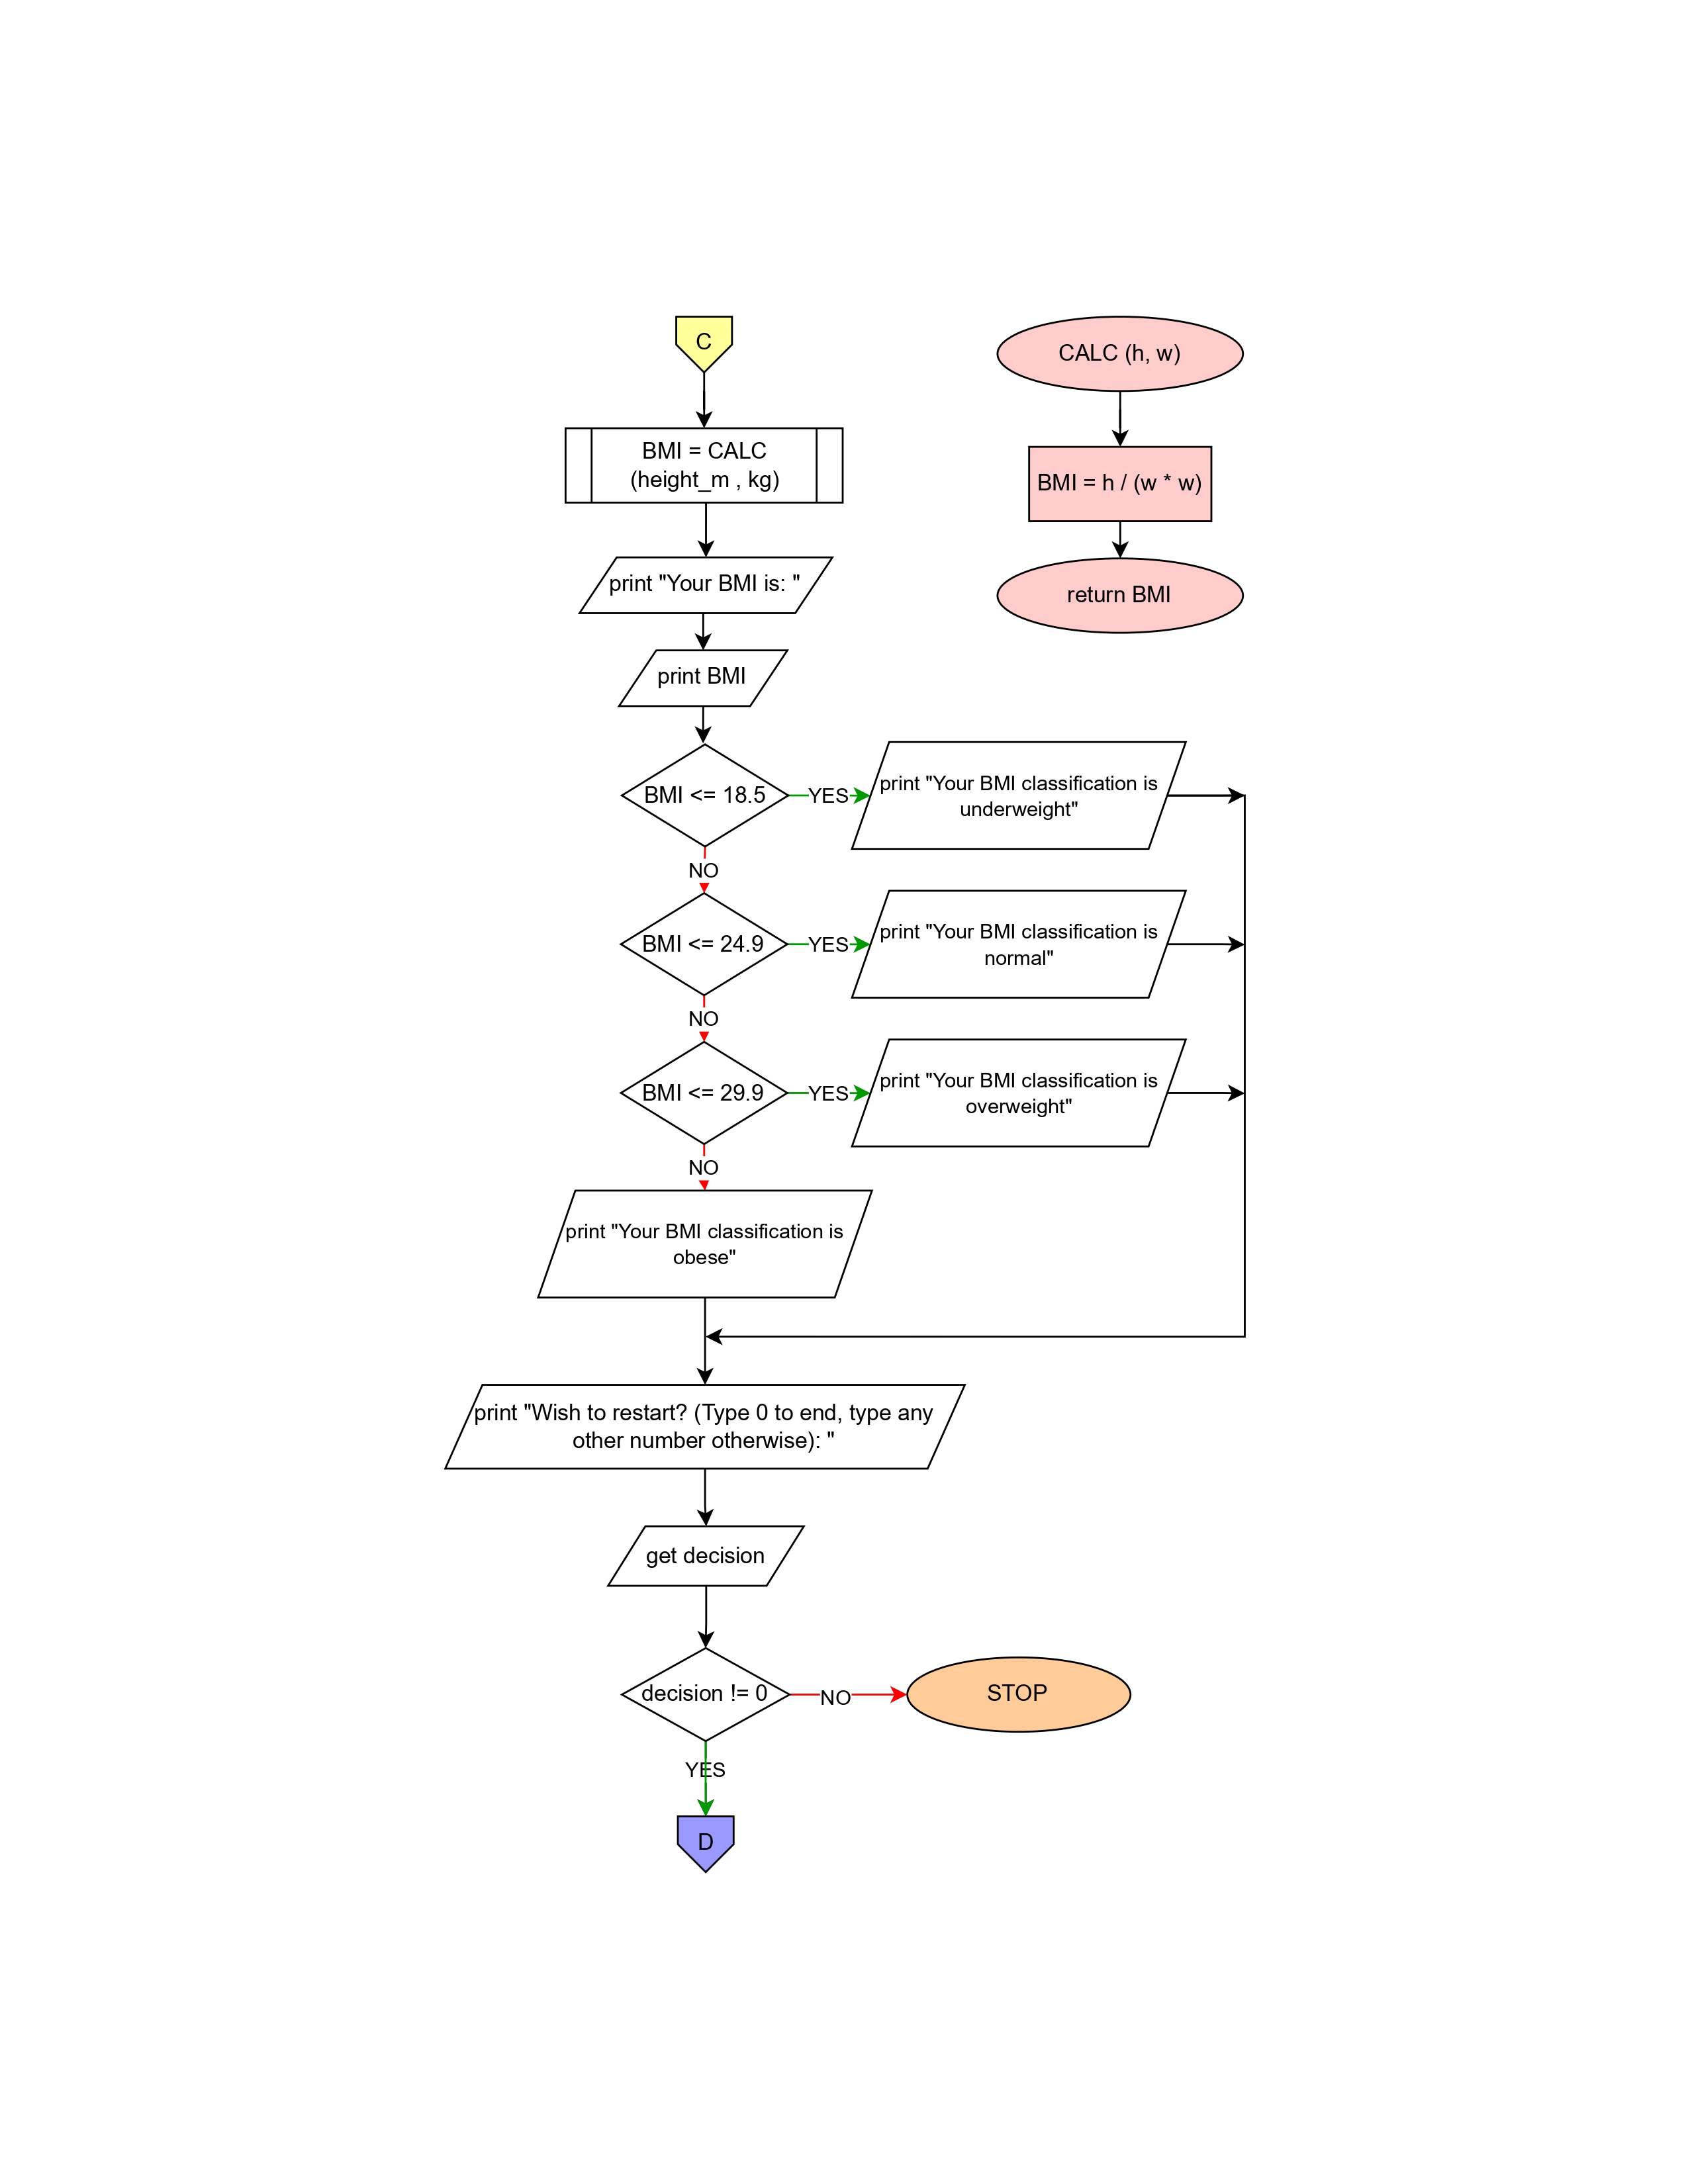 C
BMI = CALC
(height_m , kg)
print "Your BMI is: "
print BMI
BMI <= 18.5
YES
print "Your BMI classification is
underweight"
NO
BMI <= 24.9
YES
print "Your BMI classification is
normal"
NO
BMI <= 29.9
YES
print "Your BMI classification is
overweight"
NO
print "Your BMI classification is
obese"
print "Wish to restart? (Type 0 to end, type any
other number otherwise): "
get decision
decision != 0
NO
STOP
YES
D
CALC (h, w)
BMI = h / (w * w)
return BMI